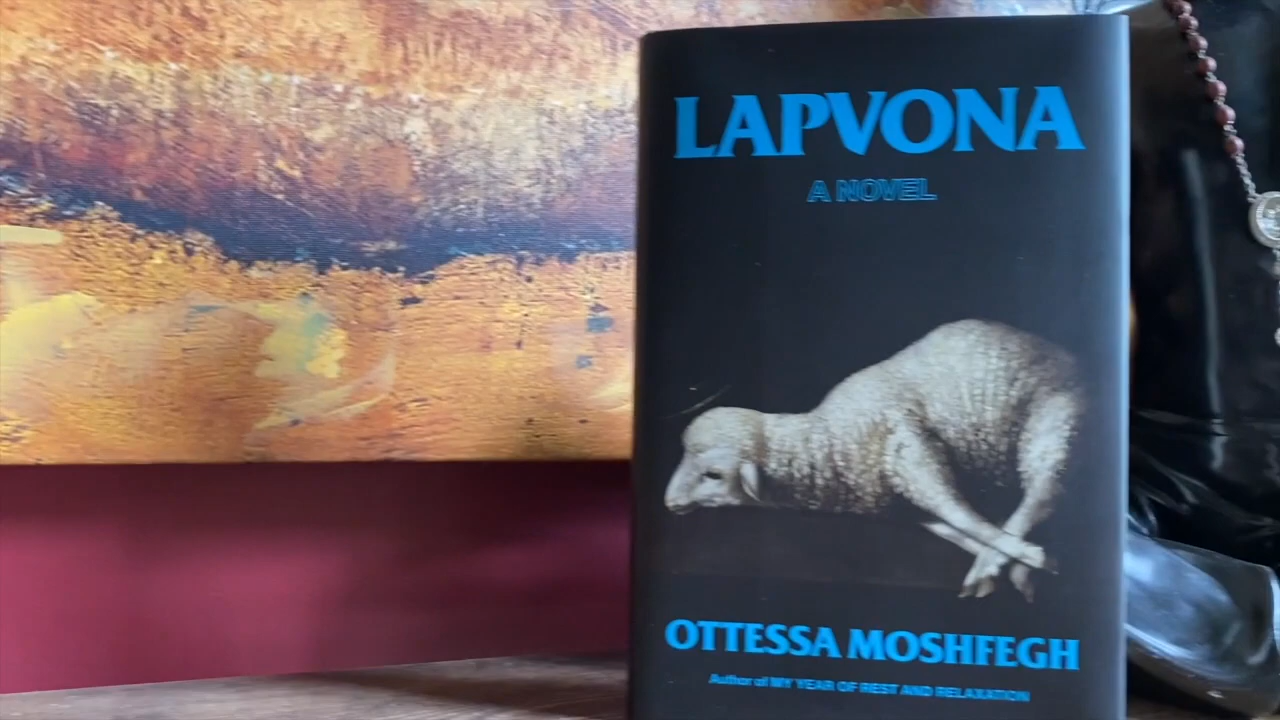 LAPVONA
A NOVEL
OTTESSA MOSHFEGH
Author of MY YEAR OF REST AND RELAXATION